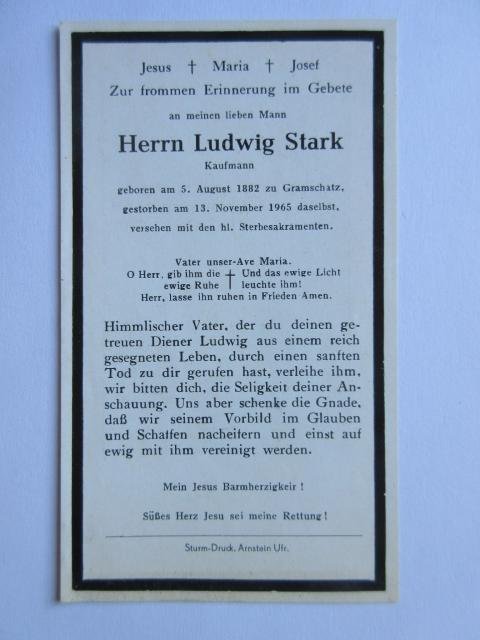 Jesus † Maria † Josef
Zur frommen Erinnerung im Gebete
an meinen lieben Mann
Herrn Ludwig Stark
Kaufmann
geboren am 5. August 1882 zu Gramschatz,
gestorben am 13. November 1965 daselbst,
versehen mit den hl. Sterbesakramenten.
Vater unser-Ave Maria.
O Herr, gib ihm die † Und das ewige Licht
ewige Ruhe † leuchte ihm!
Herr, lasse ihn ruhen in Frieden Amen.
Himmlischer Vater, der du deinen ge-
treuen Diener Ludwig aus einem reich
gesegneten Leben, durch einen sanften
Tod zu dir gerufen hast, verleihe ihm,
wir bitten dich, die Seligkeit deiner An-
schauung. Uns aber schenke die Gnade,
daß wir seinem Vorbild im Glauben
und Schaffen nacheifern und einst auf
ewig mit ihm vereinigt werden.
Mein Jesus Barmherzigkeit !
Süßes Herz Jesu sei meine Rettung !
Sturm-Druck, Arnstein Ufr.